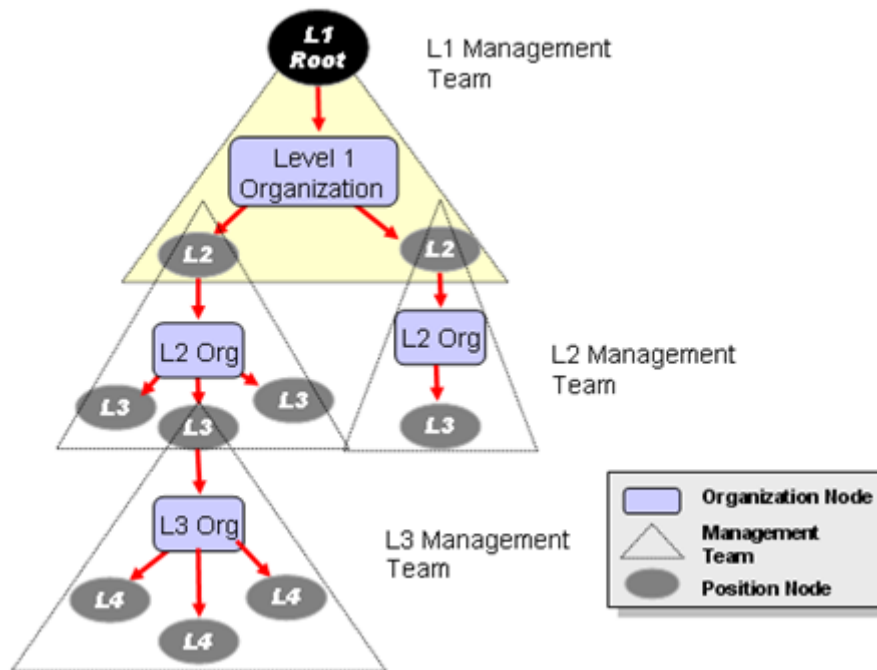 L1
Root
L1 Management
Team
Level 1
Organization
L2
L2
L2 Org
L2 Org
L2 Management
Team
L3
L3
L3
L3
L3 Org
L3 Management
Team
L4
L4
L4
Organization Node
Management
Team
Position Node